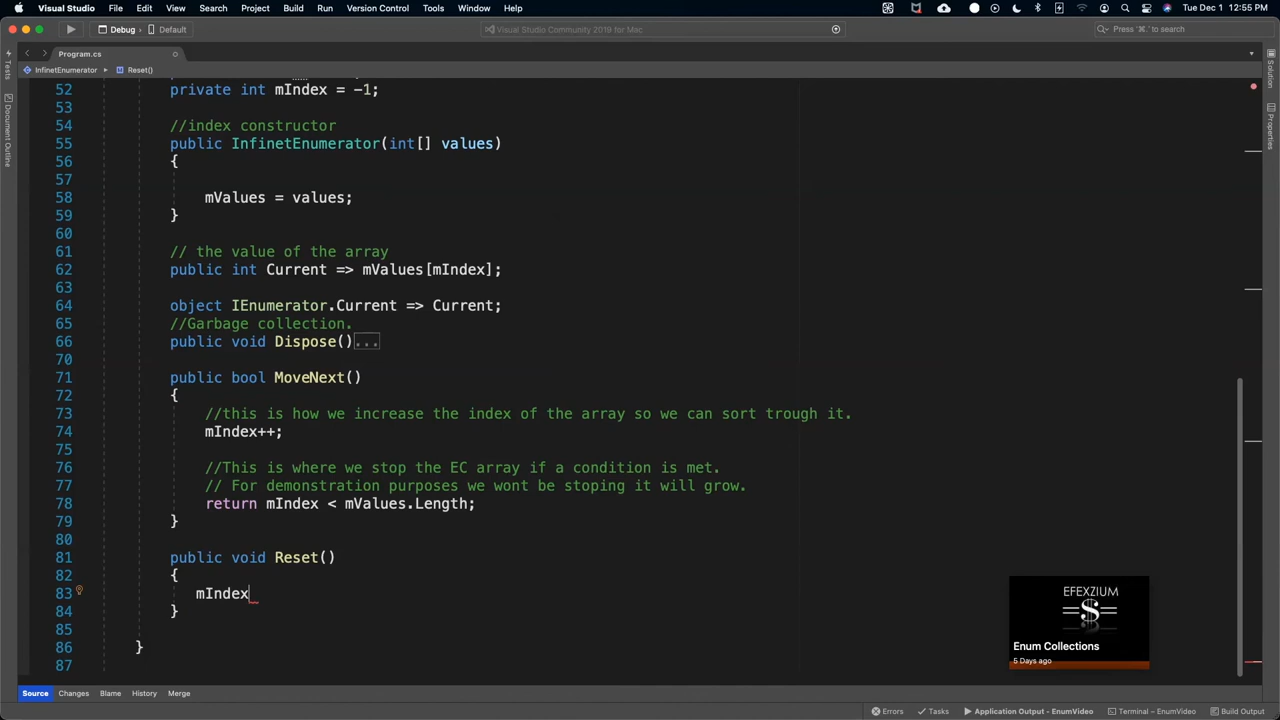 Visual Studio File Edit View Search Project Build Run Version Control Tools Window Help Tue Dec 1 12:55 PM
Debug Default Visual Studio Community 2019 for Mac Press '⌘.' to search
Program.cs
InfinetEnumerator Reset()
Tests
Document Outline
Solution
Properties
52 private int mIndex = -1;
53
54 //index constructor
55 public InfinetEnumerator(int[] values)
56 {
57
58 mValues = values;
59 }
60
61 // the value of the array
62 public int Current => mValues[mIndex];
63
64 object IEnumerator.Current => Current;
65 //Garbage collection.
66 public void Dispose()...
70
71 public bool MoveNext()
72 {
73 //this is how we increase the index of the array so we can sort trough it.
74 mIndex++;
75
76 //This is where we stop the EC array if a condition is met.
77 // For demonstration purposes we wont be stoping it will grow.
78 return mIndex < mValues.Length;
79 }
80
81 public void Reset()
82 {
83 mIndex
84 }
85
86 }
87
EFEXZIUM
=$=
Enum Collections
5 Days ago
Source Changes Blame History Merge
Errors Tasks Application Output - EnumVideo Terminal – EnumVideo Build Output